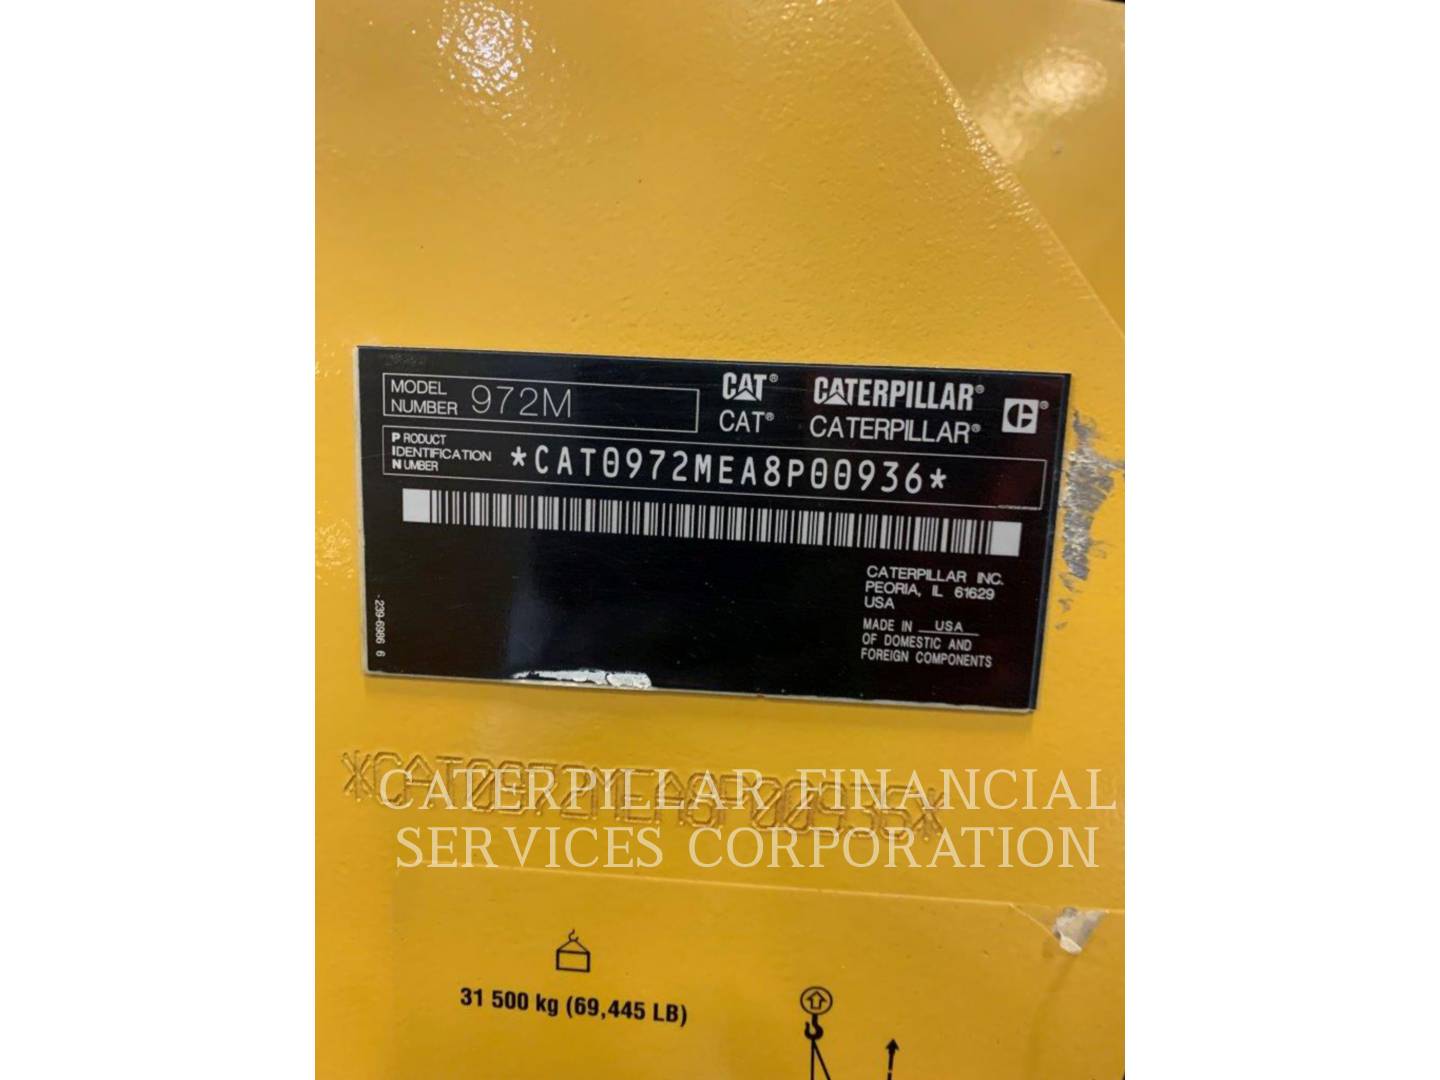 MODEL NUMBER 972M
CAT® CATERPILLAR®
CAT® CATERPILLAR®
C®
PRODUCT
IDENTIFICATION
NUMBER
*CAT0972MEA8P00936*
CATERPILLAR INC.
PEORIA, IL 61629
USA
MADE IN USA
OF DOMESTIC AND
FOREIGN COMPONENTS
239-6986 6
*CAT0972MEA8P00936*
CATERPILLAR FINANCIAL
SERVICES CORPORATION
31 500 kg (69,445 LB)